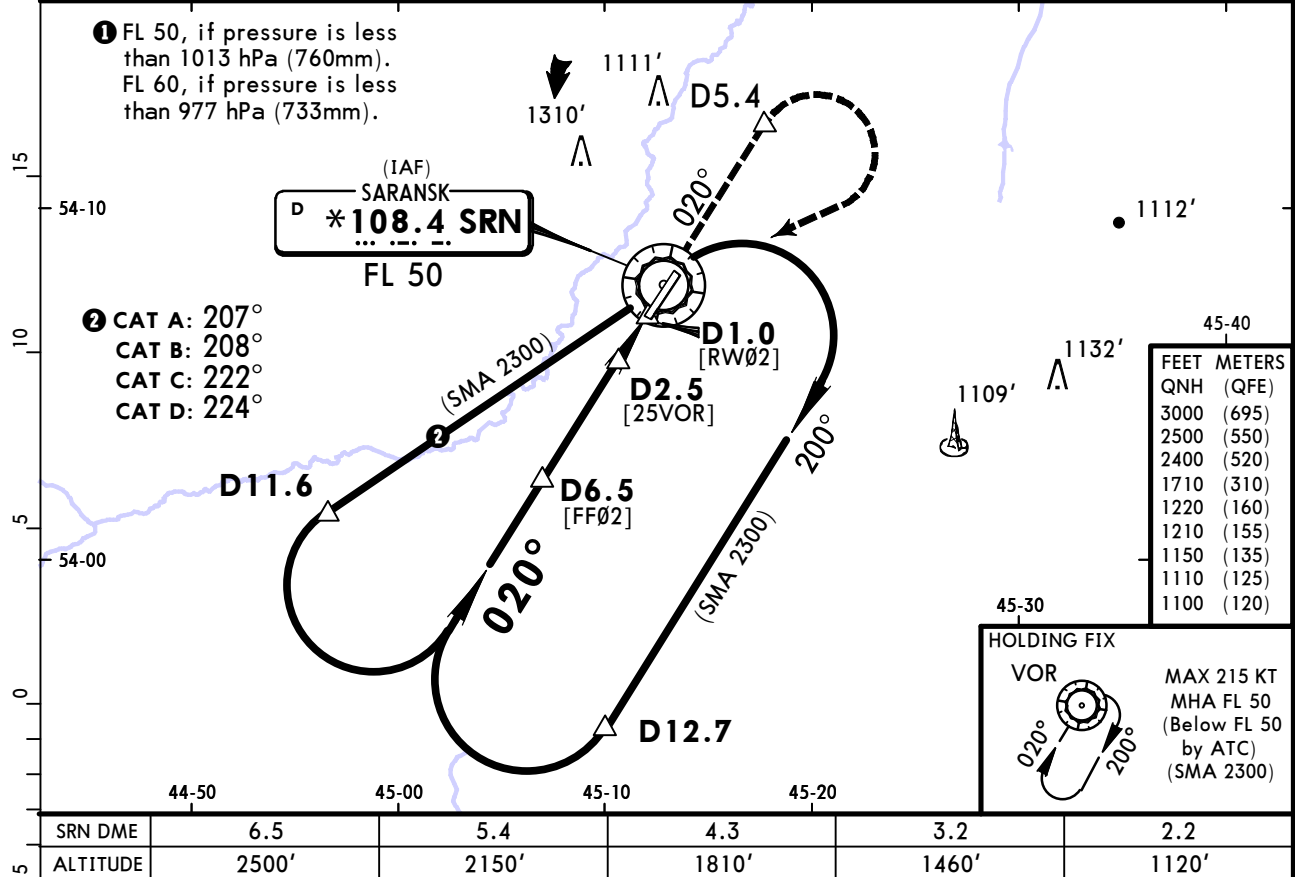 ❶ FL 50, if pressure is less
than 1013 hPa (760mm).
FL 60, if pressure is less
than 977 hPa (733mm).
1111'
1310'
D5.4
020°
15
54-10
(IAF)
SARANSK
D *108.4 SRN
FL 50
1112'
❷ CAT A: 207°
CAT B: 208°
CAT C: 222°
CAT D: 224°
10
(SMA 2300)
D1.0
[RWØ2]
D2.5
[25VOR]
❷
1132'
1109'
200°
45-40
FEET METERS
QNH (QFE)
3000 (695)
2500 (550)
2400 (520)
1710 (310)
1220 (160)
1210 (155)
1150 (135)
1110 (125)
1100 (120)
D11.6
D6.5
[FFØ2]
5
54-00
020°
(SMA 2300)
45-30
0
D12.7
HOLDING FIX
VOR
020°
200°
MAX 215 KT
MHA FL 50
(Below FL 50
by ATC)
(SMA 2300)
44-50 45-00 45-10 45-20
5
SRN DME 6.5 5.4 4.3 3.2 2.2
ALTITUDE 2500' 2150' 1810' 1460' 1120'